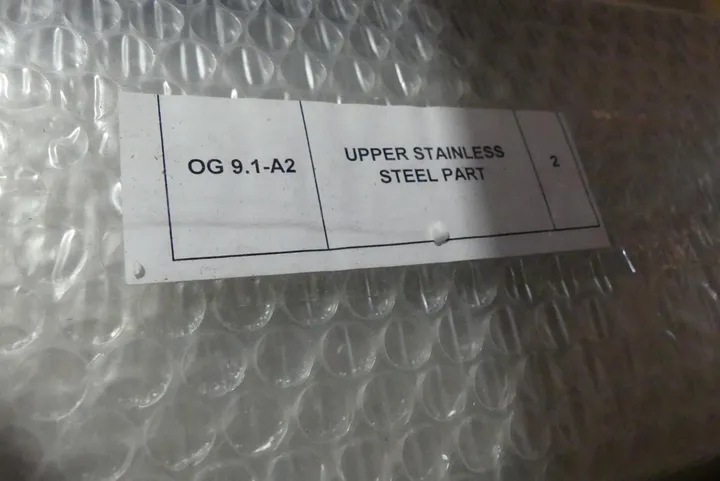 OG 9.1-A2
UPPER STAINLESS
STEEL PART
2